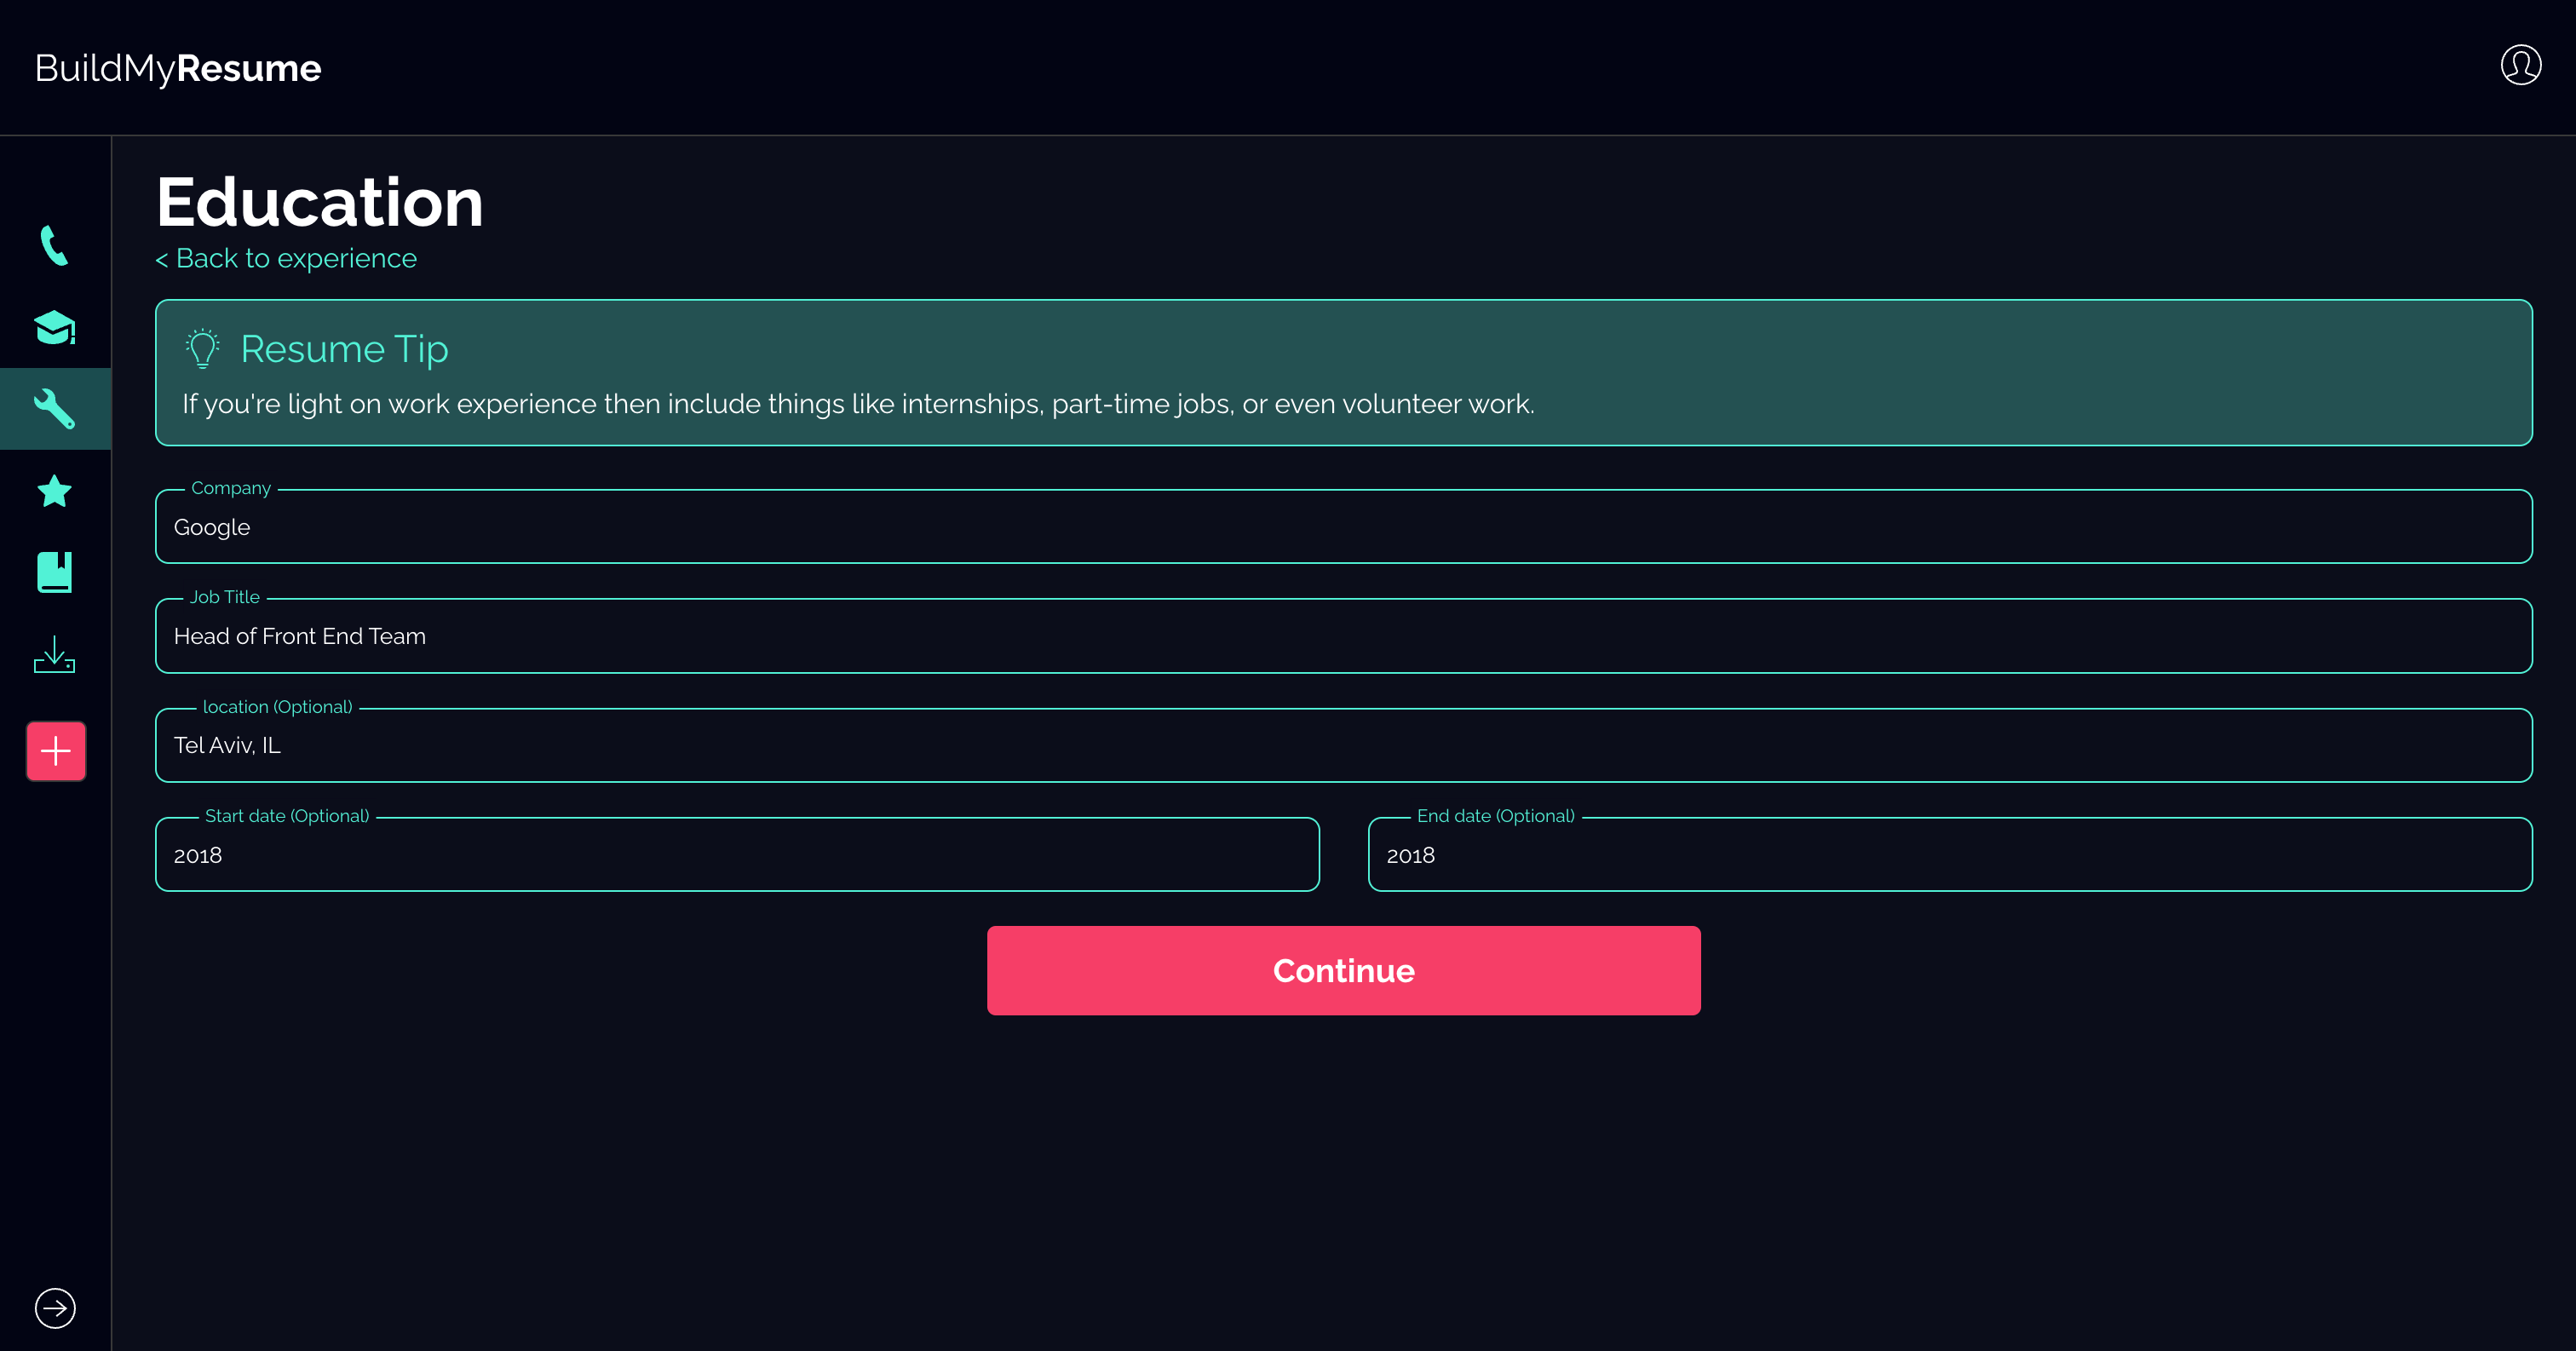 BuildMyResume
Education
< Back to experience
Resume Tip
If you're light on work experience then include things like internships, part-time jobs, or even volunteer work.
Company
Google
Job Title
Head of Front End Team
location (Optional)
Tel Aviv, IL
Start date (Optional)
2018
End date (Optional)
2018
Continue